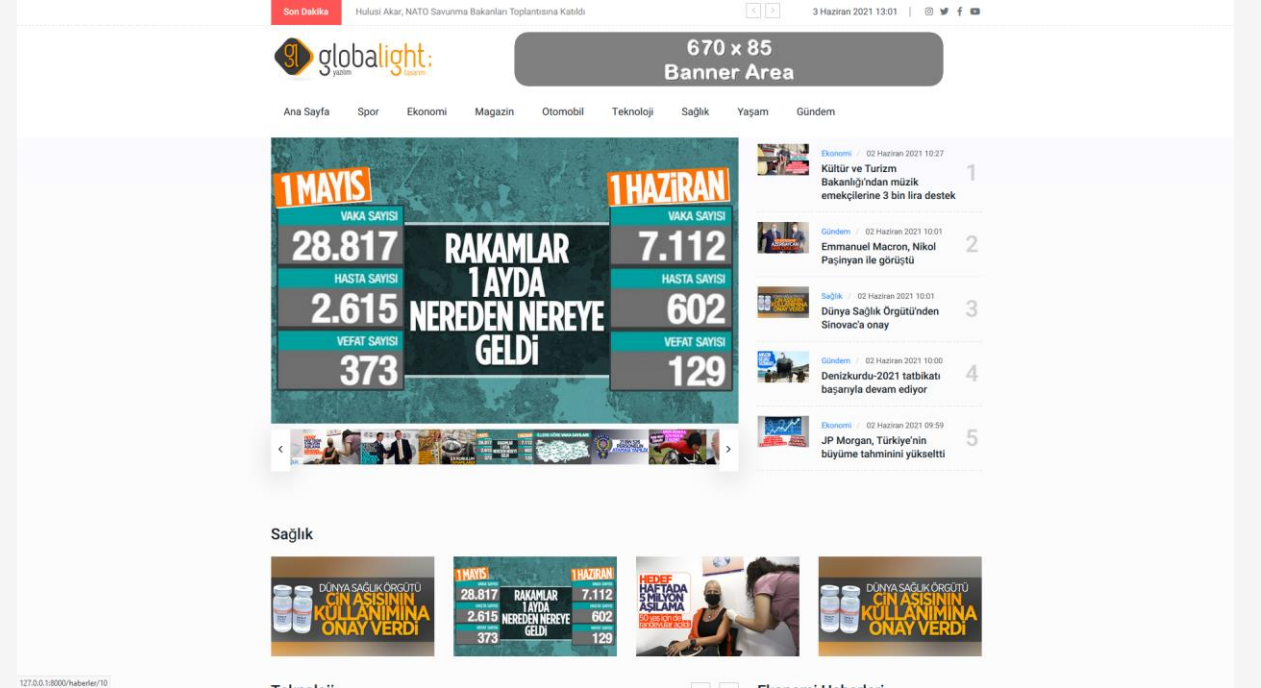 Son Dakika
Hulusi Akar, NATO Savunma Bakanları Toplantısına Katıldı
3 Haziran 2021 13:01
globalight:
yazılım
tasarım
670 x 85
Banner Area
Ana Sayfa Spor Ekonomi Magazin Otomobil Teknoloji Sağlık Yaşam Gündem
1 MAYIS
VAKA SAYISI
28.817
HASTA SAYISI
2.615
VEFAT SAYISI
373
RAKAMLAR
1 AYDA
NEREDEN NEREYE
GELDİ
1 HAZİRAN
VAKA SAYISI
7.112
HASTA SAYISI
602
VEFAT SAYISI
129
Ekonomi / 02 Haziran 2021 10:27
Kültür ve Turizm
Bakanlığı'ndan müzik
emekçilerine 3 bin lira destek
1
Gündem / 02 Haziran 2021 10:01
Emmanuel Macron, Nikol
Paşinyan ile görüştü
2
Sağlık / 02 Haziran 2021 10:01
Dünya Sağlık Örgütü'nden
Sinovac'a onay
3
Gündem / 02 Haziran 2021 10:00
Denizkurdu-2021 tatbikatı
başarıyla devam ediyor
4
Ekonomi / 02 Haziran 2021 09:59
JP Morgan, Türkiye'nin
büyüme tahminini yükseltti
5
Sağlık
DÜNYA SAĞLIK ÖRGÜTÜ
ÇİN AŞISININ
KULLANIMINA
ONAY VERDİ
1 MAYIS
28.817
2.615
373
RAKAMLAR
1 AYDA
NEREDEN NEREYE
GELDİ
1 HAZİRAN
7.112
602
129
HEDEF
HAFTADA
5 MİLYON
AŞILAMA
50 yaş için de
randevular açıldı
DÜNYA SAĞLIK ÖRGÜTÜ
ÇİN AŞISININ
KULLANIMINA
ONAY VERDİ
127.0.0.1:8000/haberler/10
Teknoloji
Ekonomi Haberleri